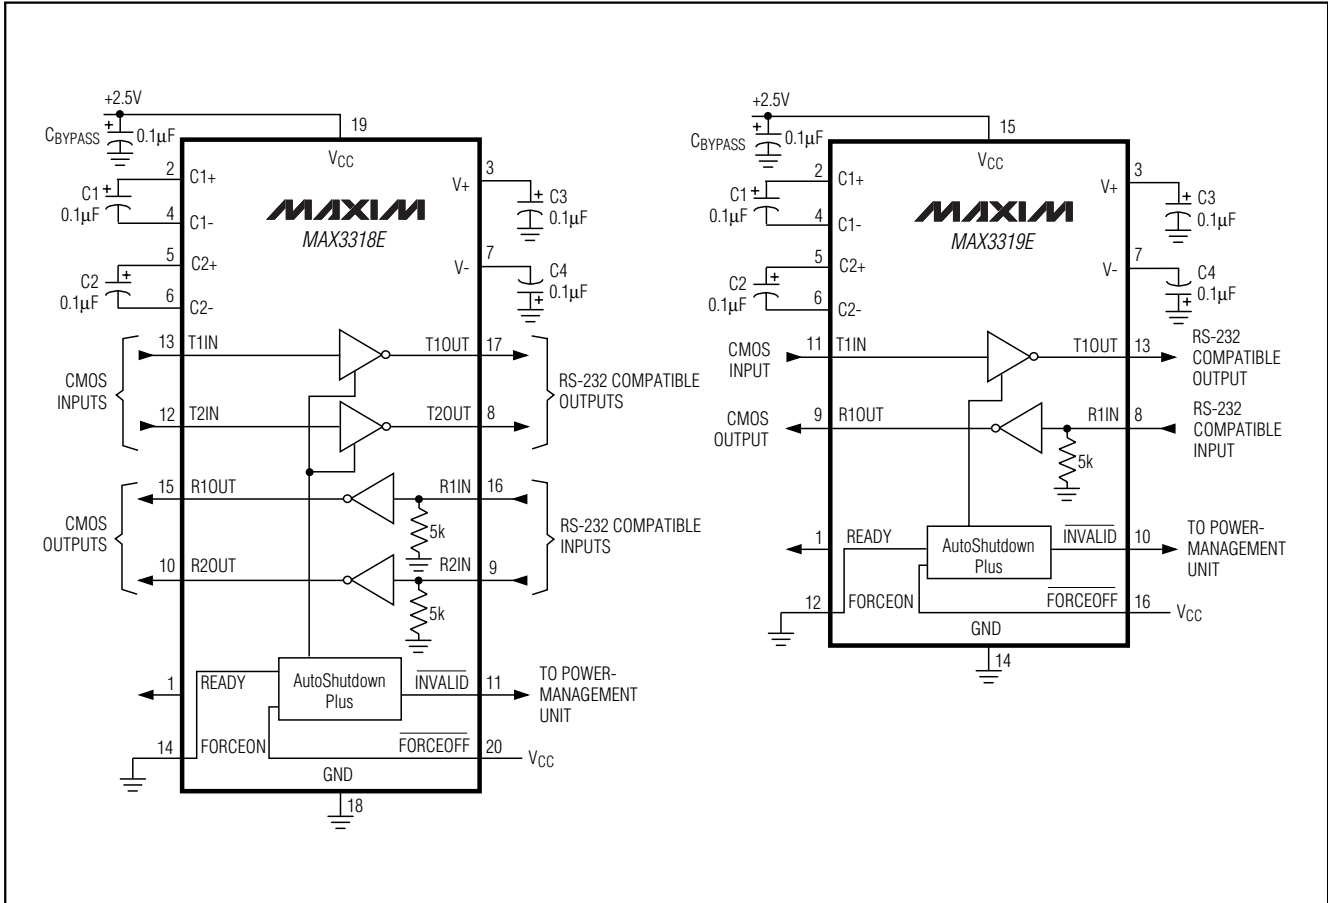 +2.5V
CBYPASS
+
0.1µF
19
VCC
2
C1+
C1
+
0.1µF
4
C1-
5
C2+
C2
+
0.1µF
6
C2-
MAXIM
MAX3318E
3
V+
+
C3
0.1µF
7
V-
C4
0.1µF
+
CMOS
INPUTS
13
T1IN
T1OUT
17
12
T2IN
T2OUT
8
RS-232 COMPATIBLE
OUTPUTS
CMOS
OUTPUTS
15
R1OUT
R1IN
16
5k
10
R2OUT
R2IN
9
5k
RS-232 COMPATIBLE
INPUTS
1
READY
AutoShutdown
Plus
INVALID
11
TO POWER-
MANAGEMENT
UNIT
14
FORCEON
FORCEOFF
20
VCC
GND
18
+2.5V
CBYPASS
+
0.1µF
15
VCC
2
C1+
C1
+
0.1µF
4
C1-
5
C2+
C2
+
0.1µF
6
C2-
MAXIM
MAX3319E
3
V+
+
C3
0.1µF
7
V-
C4
0.1µF
+
CMOS
INPUT
11
T1IN
T1OUT
13
RS-232
COMPATIBLE
OUTPUT
CMOS
OUTPUT
9
R1OUT
R1IN
8
5k
RS-232
COMPATIBLE
INPUT
1
READY
AutoShutdown
Plus
INVALID
10
TO POWER-
MANAGEMENT
UNIT
12
FORCEON
FORCEOFF
16
VCC
GND
14